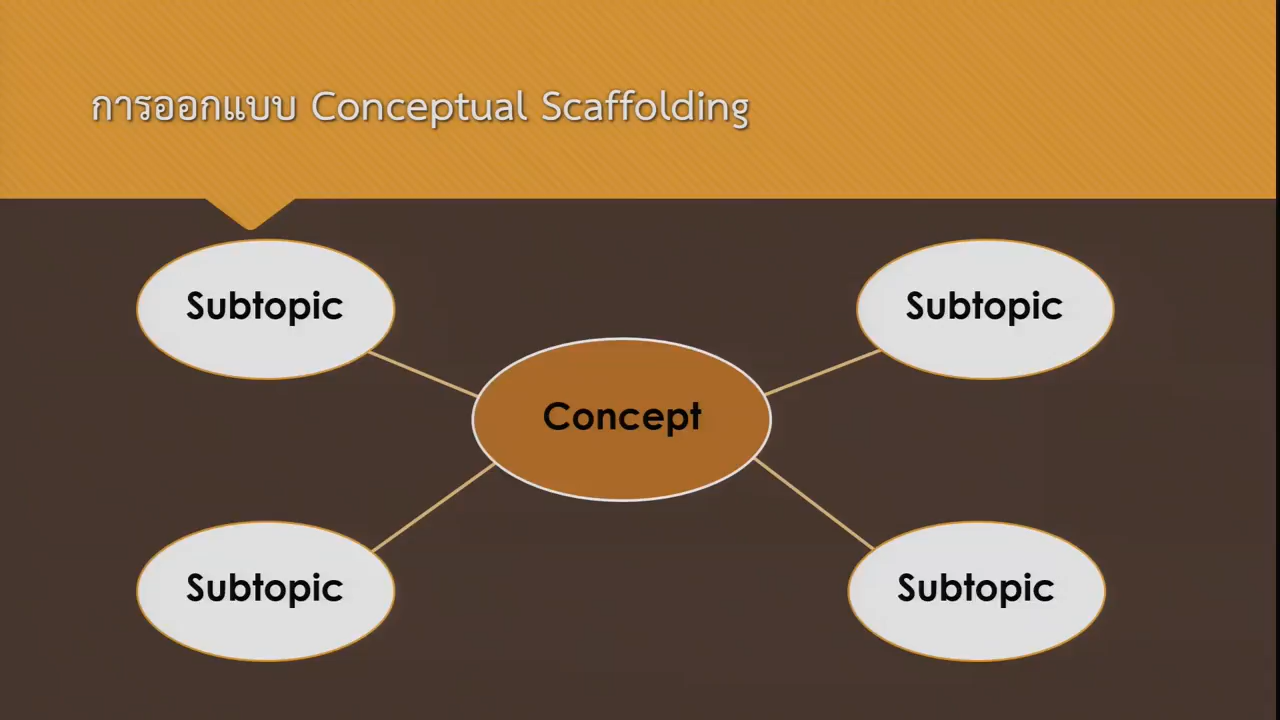 การออกแบบ Conceptual Scaffolding
Subtopic
Subtopic
Concept
Subtopic
Subtopic